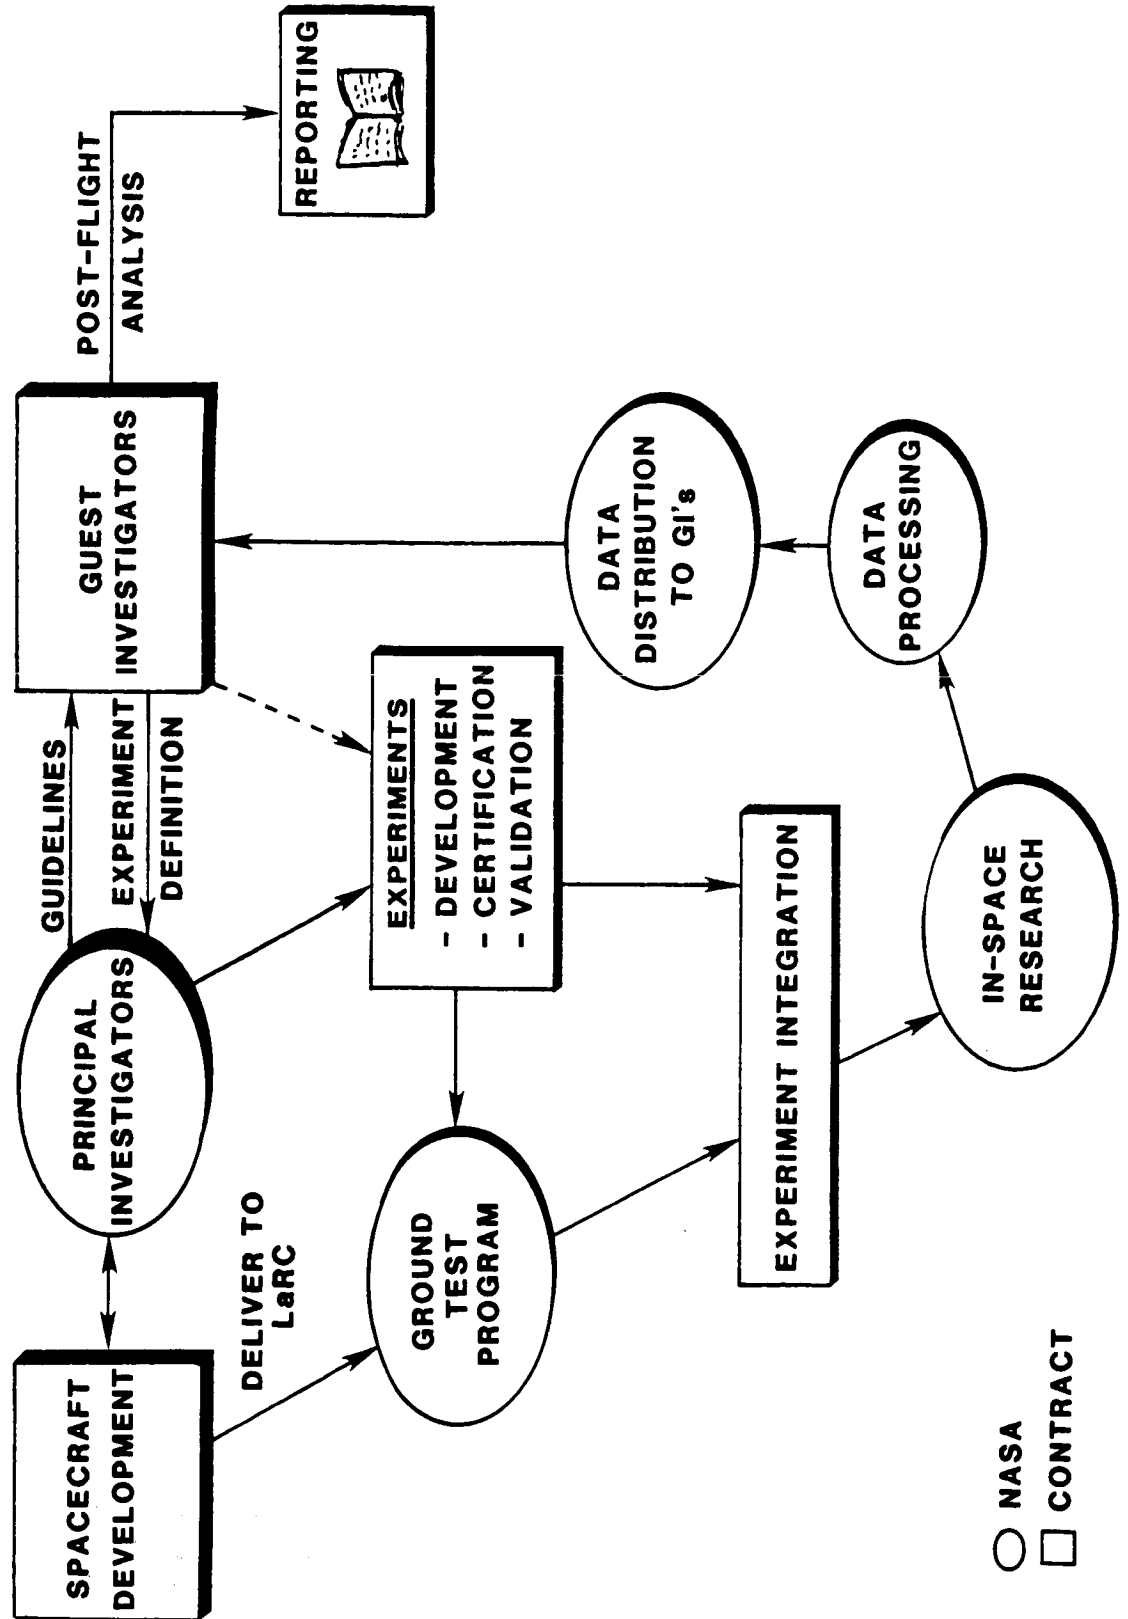 SPACECRAFT
DEVELOPMENT
PRINCIPAL
INVESTIGATORS
GUIDELINES
EXPERIMENT
DEFINITION
GUEST
INVESTIGATORS
POST-FLIGHT
ANALYSIS
REPORTING
DELIVER TO
LaRC
GROUND
TEST
PROGRAM
EXPERIMENTS
- DEVELOPMENT
- CERTIFICATION
- VALIDATION
DATA
DISTRIBUTION
TO GI's
EXPERIMENT INTEGRATION
DATA
PROCESSING
IN-SPACE
RESEARCH
NASA
CONTRACT